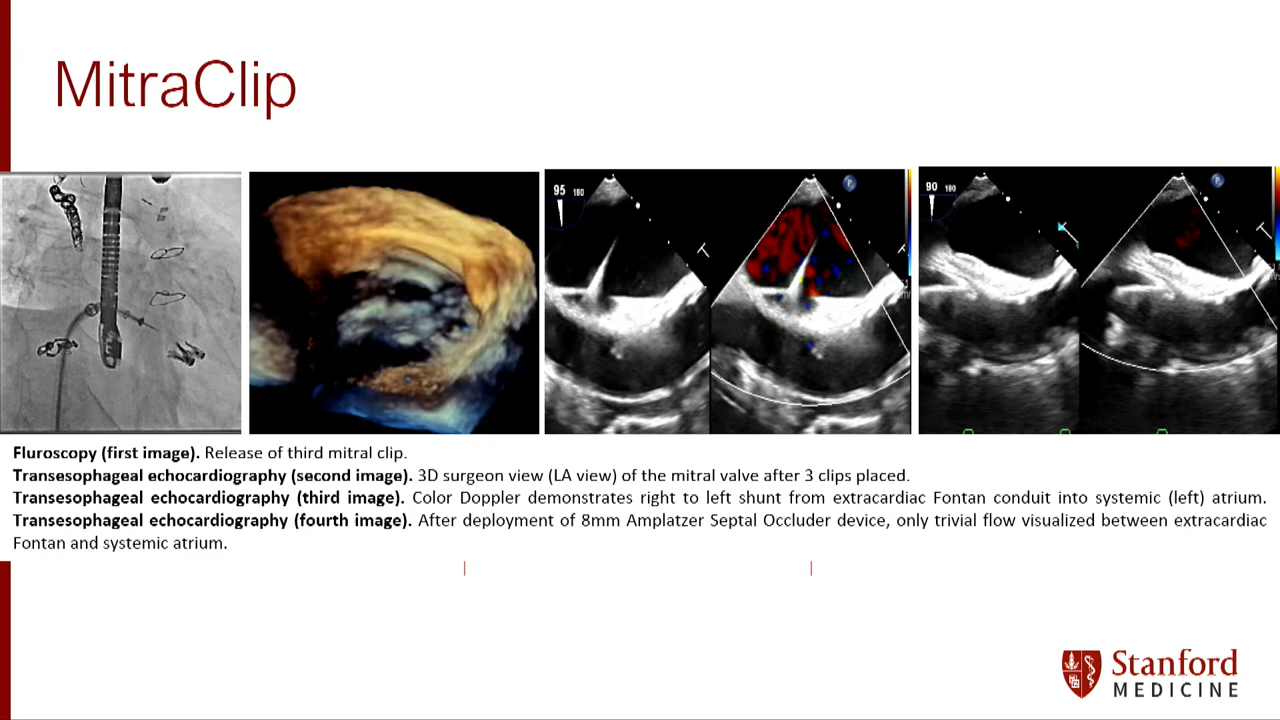 MitraClip
95 180
90 180
Fluroscopy (first image). Release of third mitral clip.
Transesophageal echocardiography (second image). 3D surgeon view (LA view) of the mitral valve after 3 clips placed.
Transesophageal echocardiography (third image). Color Doppler demonstrates right to left shunt from extracardiac Fontan conduit into systemic (left) atrium.
Transesophageal echocardiography (fourth image). After deployment of 8mm Amplatzer Septal Occluder device, only trivial flow visualized between extracardiac
Fontan and systemic atrium.
Stanford
MEDICINE